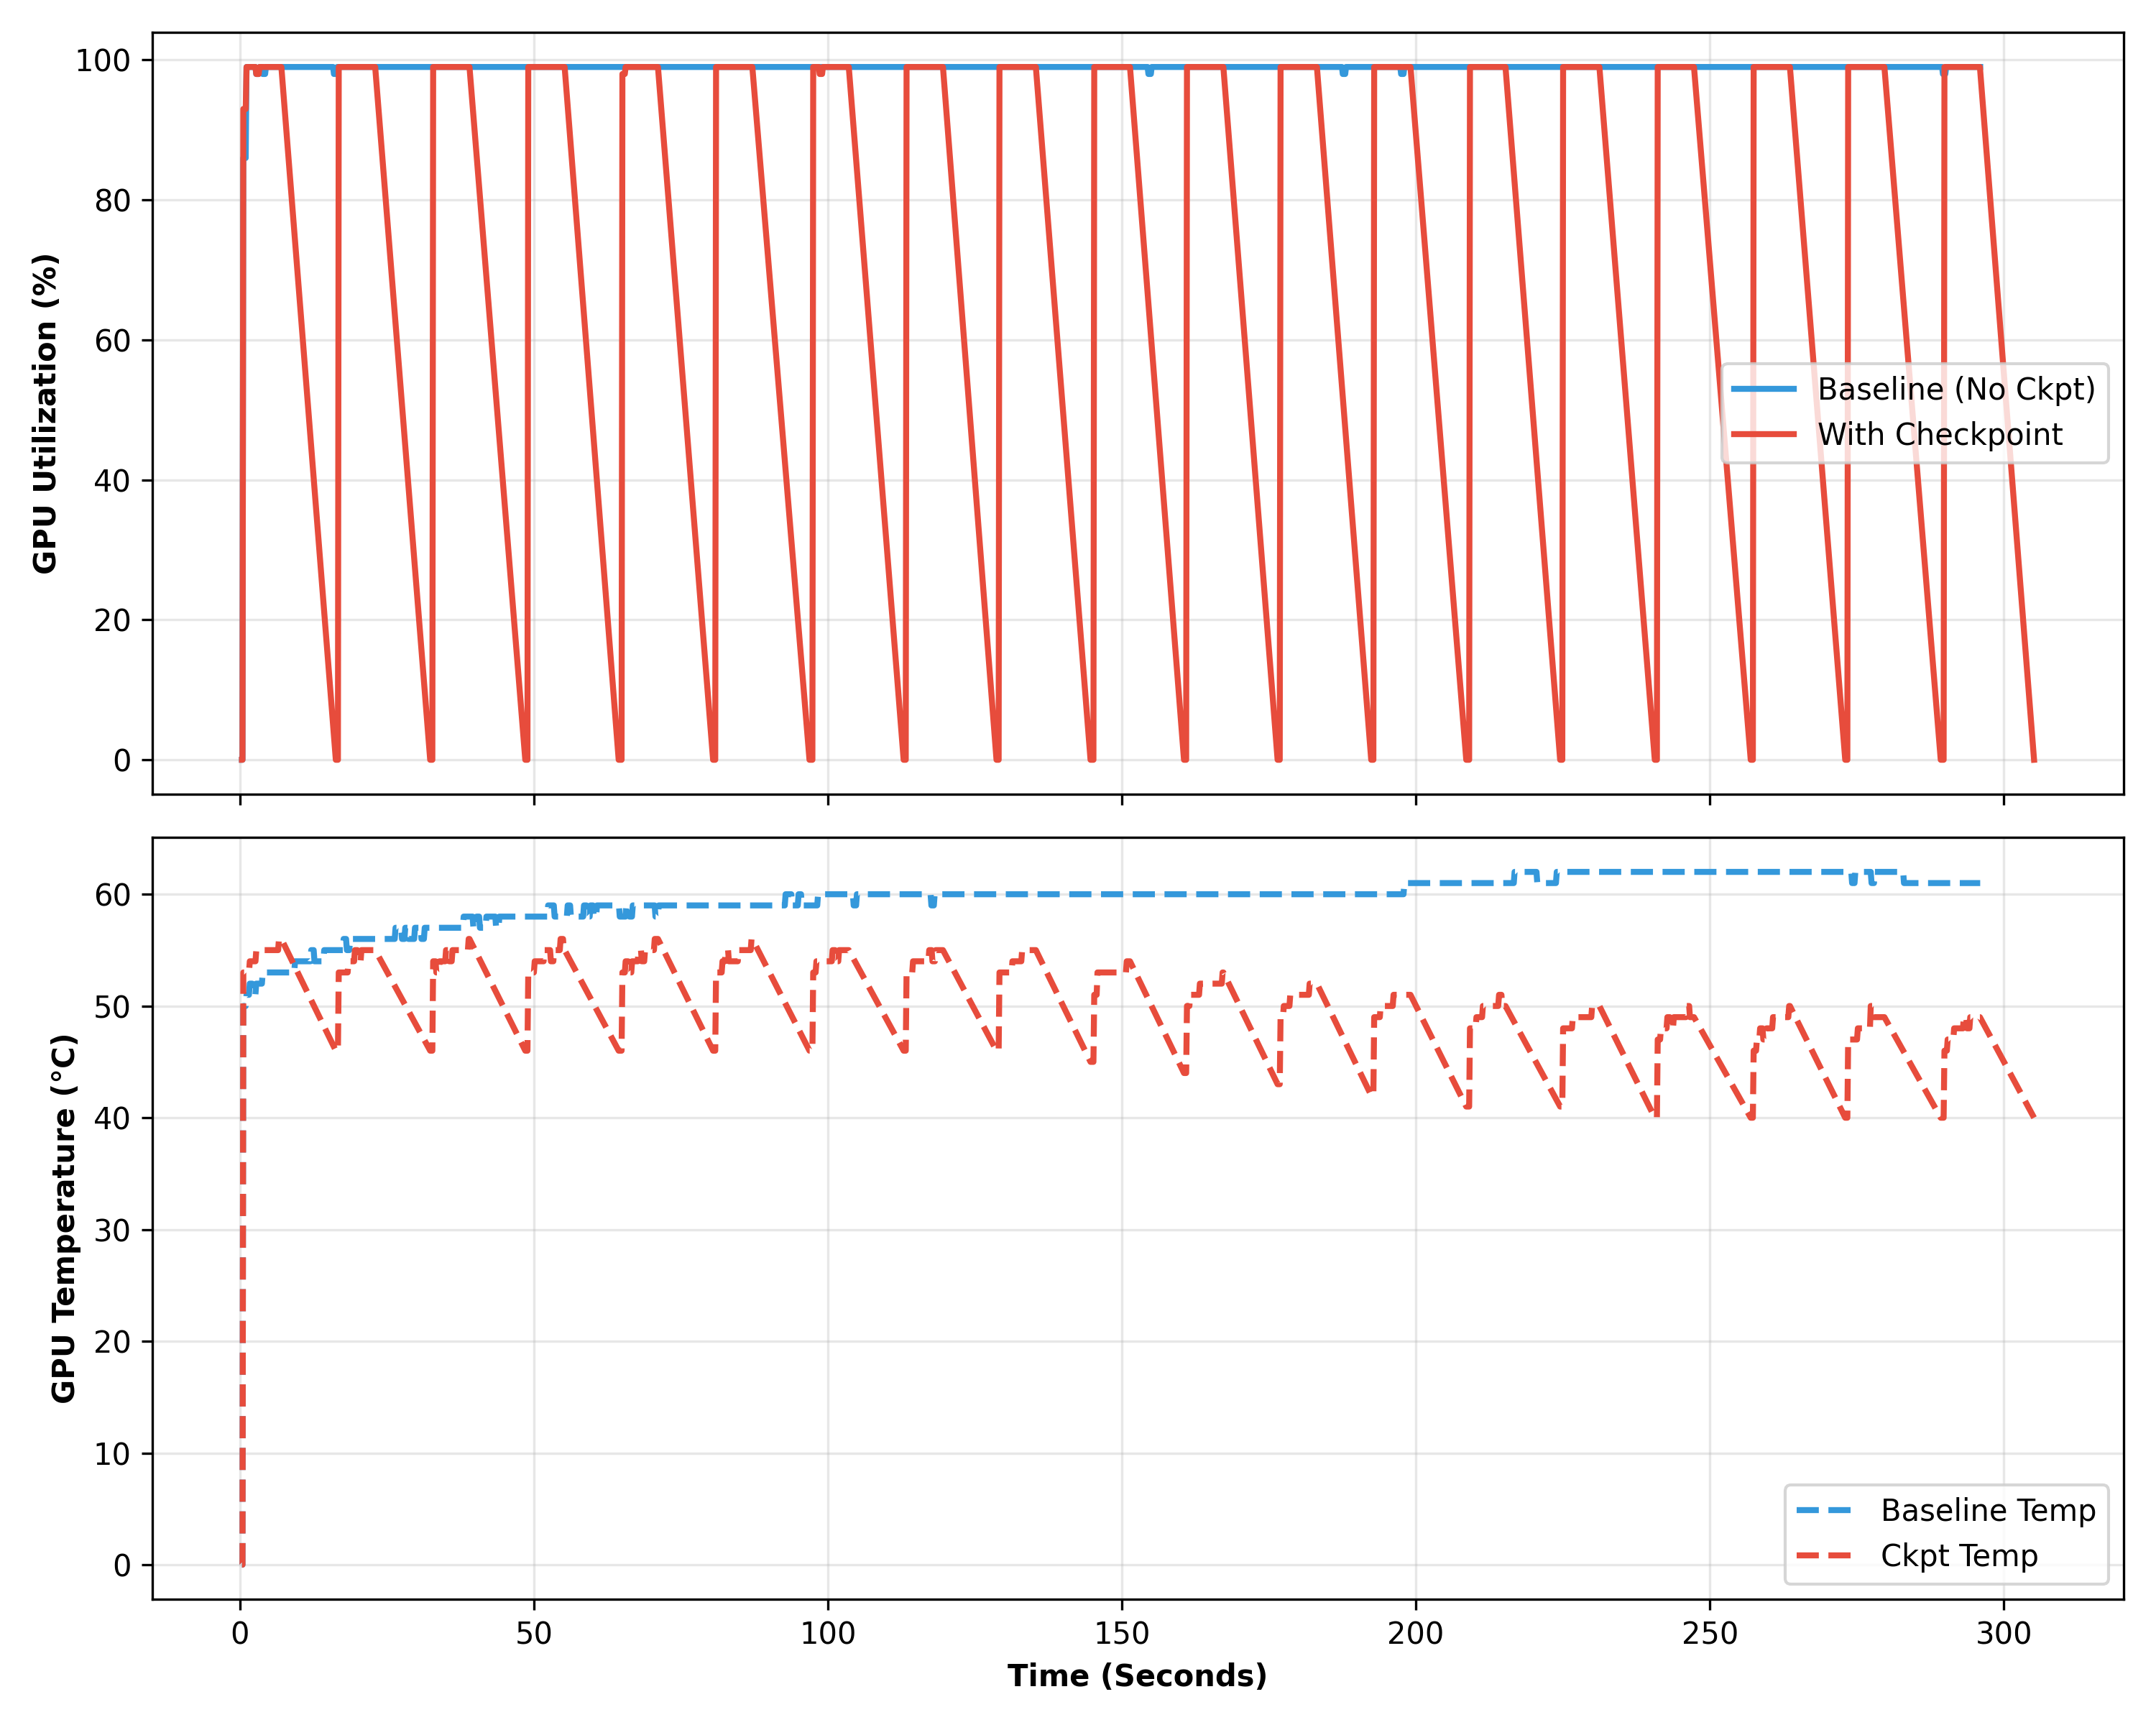 100
80
60
40
20
0
GPU Utilization (%)
Baseline (No Ckpt)
With Checkpoint
60
50
40
30
20
10
0
GPU Temperature (°C)
Baseline Temp
Ckpt Temp
0 50 100 150 200 250 300
Time (Seconds)